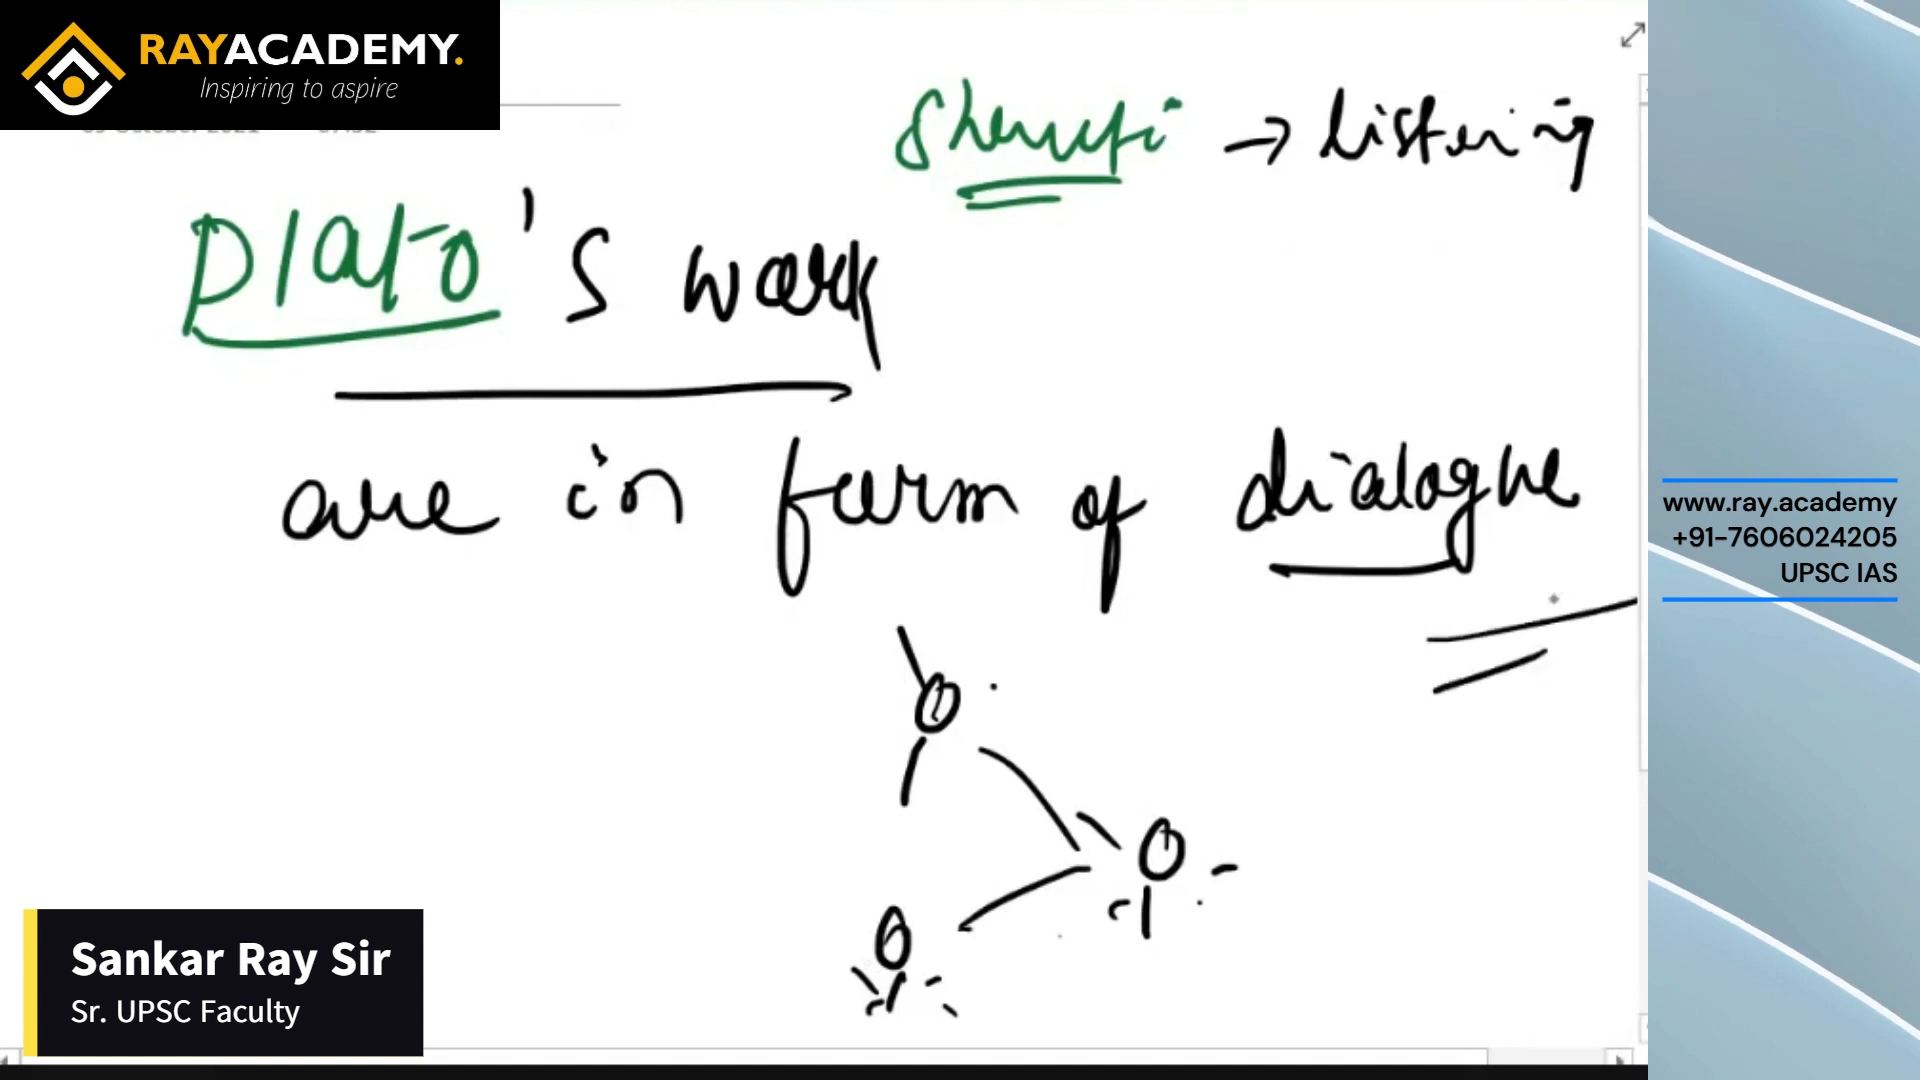 RAYACADEMY.
Inspiring to aspire
Shruti → listening
Plato's work
are in form of dialogue
www.ray.academy
+91-7606024205
UPSC IAS
Sankar Ray Sir
Sr. UPSC Faculty